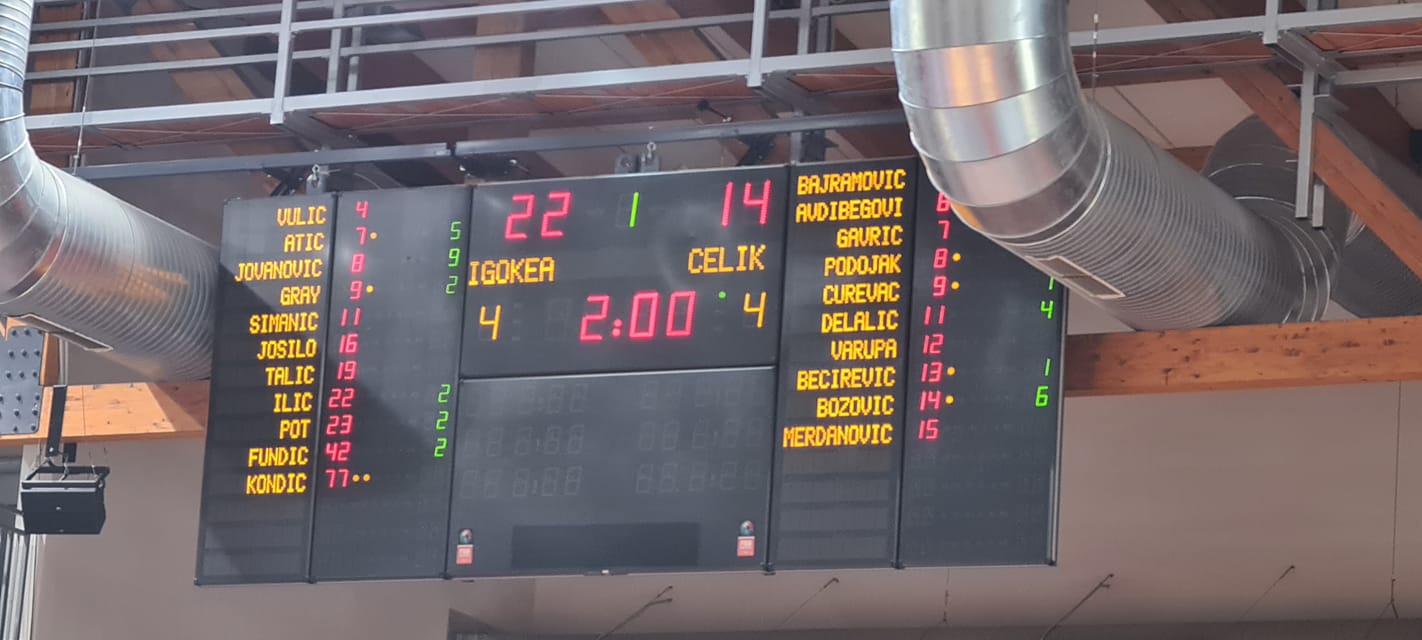 VULIC 4
ATIC 7 5
JOVANOVIC 8 9
GRAY 9 2
SIMANIC 11
JOSILO 16
TALIC 19
ILIC 22 2
POT 23 2
FUNDIC 42 2
KONDIC 77
22 1 14
IGOKEA CELIK
4 2:00 4
BAJRAMOVIC
AVDIBEGOVI 6
GAVRIC 7
PODOJAK 8
CUREVAC 9
DELALIC 11 4
VARUPA 12
BECIREVIC 13 1
BOZOVIC 14 6
MERDANOVIC 15